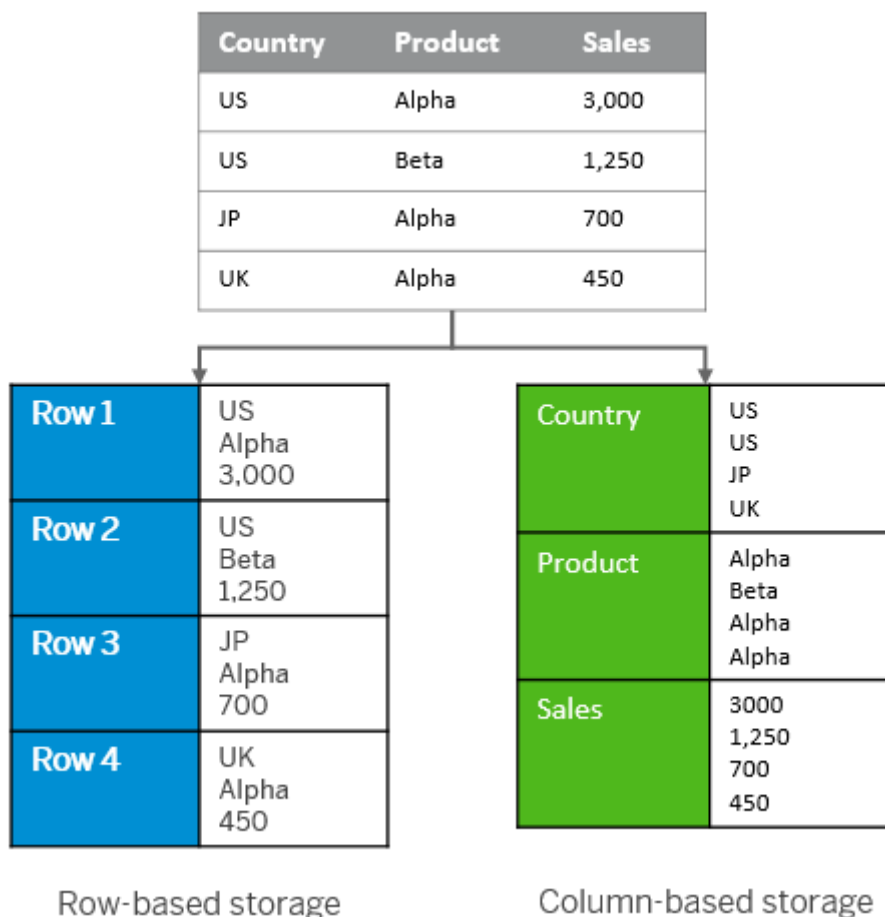 Country Product Sales
US Alpha 3,000
US Beta 1,250
JP Alpha 700
UK Alpha 450
Row 1
US
Alpha
3,000
Row 2
US
Beta
1,250
Row 3
JP
Alpha
700
Row 4
UK
Alpha
450
Row-based storage
Country
US
US
JP
UK
Product
Alpha
Beta
Alpha
Alpha
Sales
3000
1,250
700
450
Column-based storage